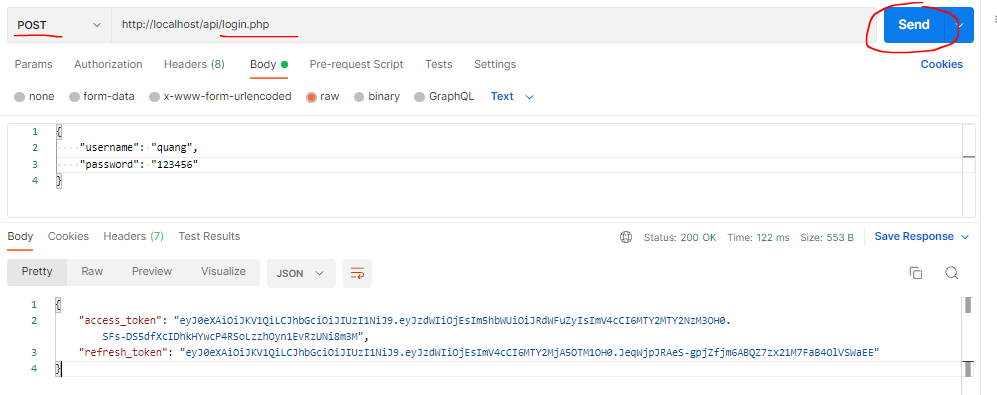 POST http://localhost/api/login.php Send
Params Authorization Headers (8) Body Pre-request Script Tests Settings Cookies
none form-data x-www-form-urlencoded raw binary GraphQL Text
1 {
2 "username": "quang",
3 "password": "123456"
4 }
Body Cookies Headers (7) Test Results Status: 200 OK Time: 122 ms Size: 553 B Save Response
Pretty Raw Preview Visualize JSON
1 {
2 "access_token": "eyJ0eXAiOiJKV1QiLCJhbGciOiJIUzI1NiJ9.eyJzdWIiOjEsIm5hbWUiOiJRdWFuZyIsImV4cCI6MTY2MTY2NzM3OH0.
SFs-DS5dfXcIDhkHYWcP4RSoLzzhOyn1EvRzUNi8m3M",
3 "refresh_token": "eyJ0eXAiOiJKV1QiLCJhbGciOiJIUzI1NiJ9.eyJzdWIiOjEsImV4cCI6MTY2MjA5OTM1OH0.JeqWjpJRAeS-gpjZfjm6ABQZ7zx21M7FaB4OlVSWaEE"
4 }